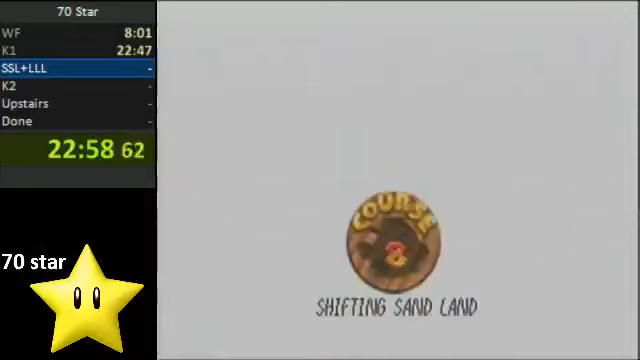 70 Star
WF 8:01
K1 22:47
SSL+LLL -
K2 -
Upstairs -
Done -
22:58 62
70 star
COURSE
8
SHIFTING SAND LAND